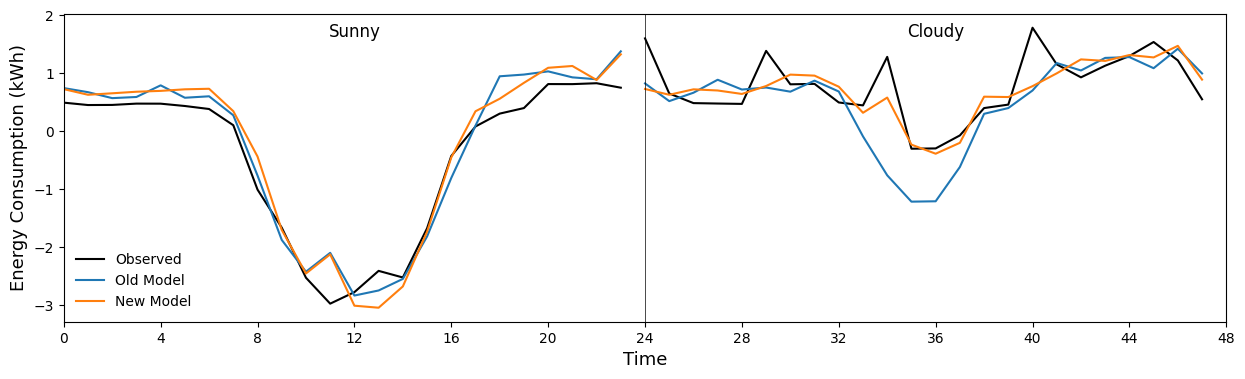 Sunny
Cloudy
Energy Consumption (kWh)
2
1
0
−1
−2
−3
Observed
Old Model
New Model
0 4 8 12 16 20 24 28 32 36 40 44 48
Time